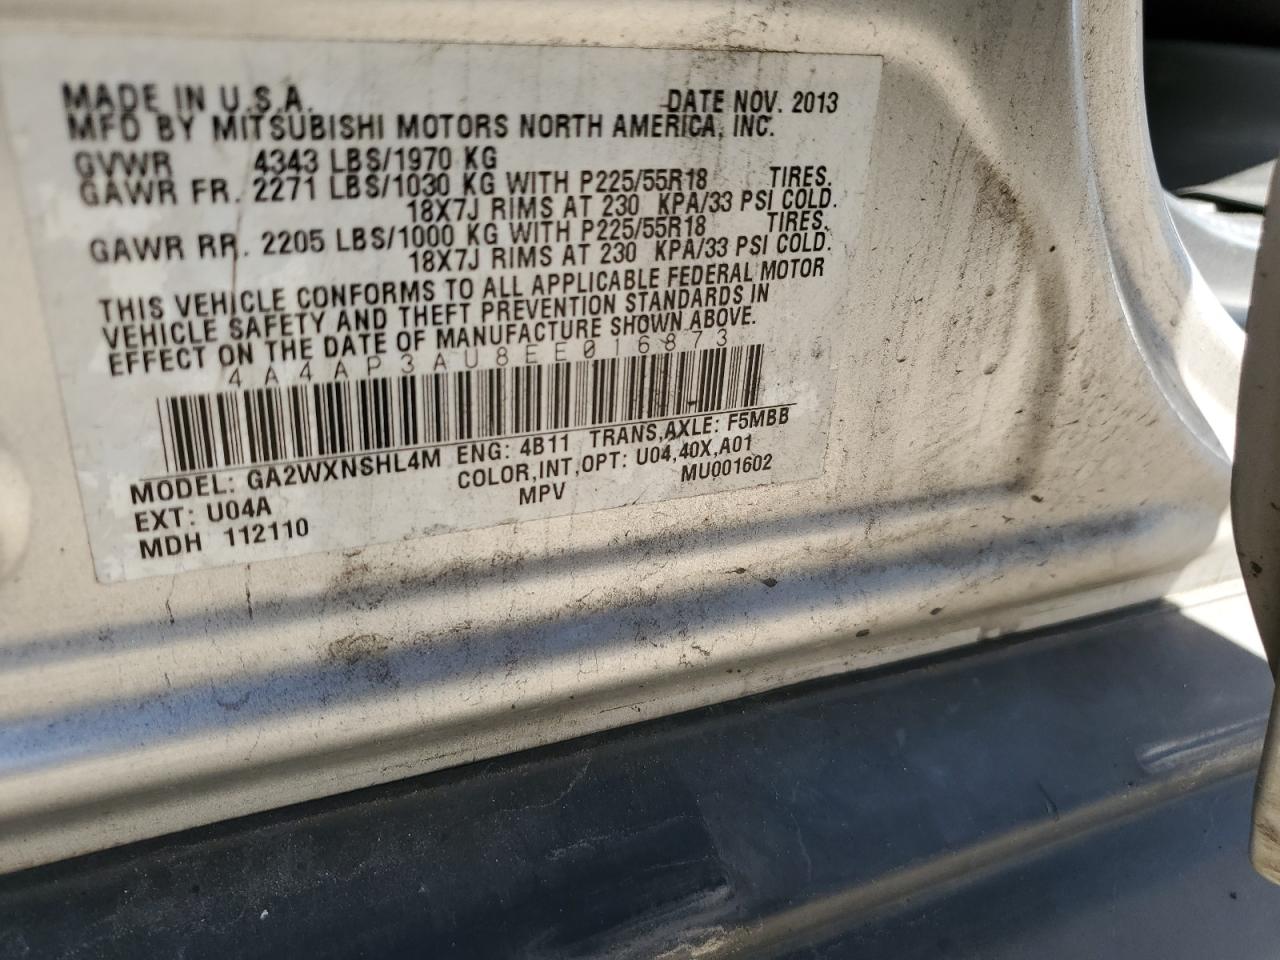 MADE IN U.S.A. DATE NOV. 2013
MFD BY MITSUBISHI MOTORS NORTH AMERICA, INC.
GVWR 4343 LBS/1970 KG
GAWR FR. 2271 LBS/1030 KG WITH P225/55R18 TIRES.
18X7J RIMS AT 230 KPA/33 PSI COLD.
GAWR RR. 2205 LBS/1000 KG WITH P225/55R18 TIRES.
18X7J RIMS AT 230 KPA/33 PSI COLD.
THIS VEHICLE CONFORMS TO ALL APPLICABLE FEDERAL MOTOR
VEHICLE SAFETY AND THEFT PREVENTION STANDARDS IN
EFFECT ON THE DATE OF MANUFACTURE SHOWN ABOVE.
4A4AP3AU8EE016873
MODEL: GA2WXNSHL4M ENG: 4B11 TRANS,AXLE: F5MBB
EXT: U04A COLOR,INT,OPT: U04,40X,A01
MDH 112110 MPV MU001602